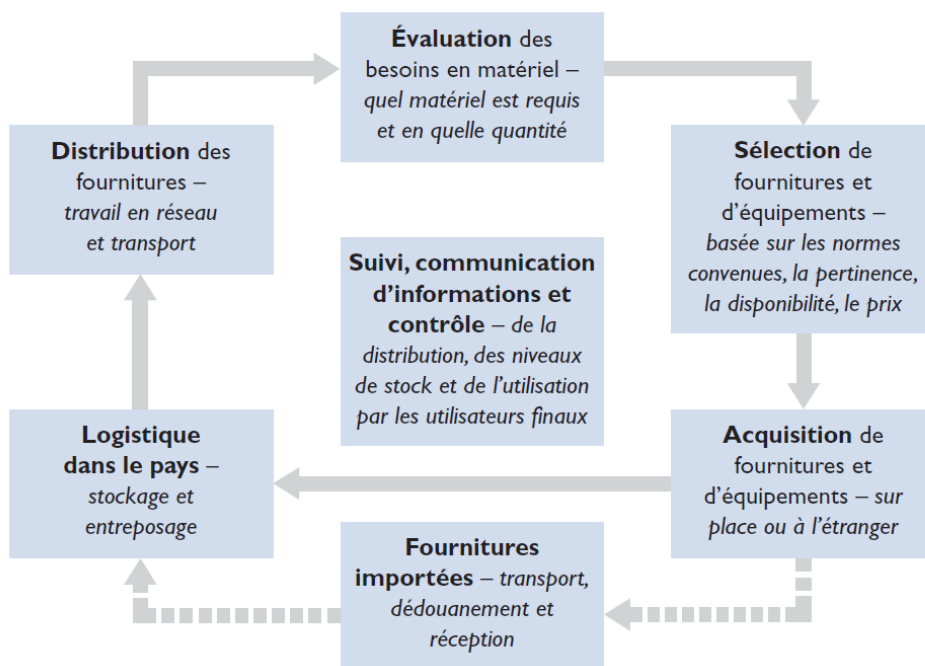 Évaluation des
besoins en matériel –
quel matériel est requis
et en quelle quantité
Sélection de
fournitures et
d’équipements –
basée sur les normes
convenues, la pertinence,
la disponibilité, le prix
Acquisition de
fournitures et
d’équipements – sur
place ou à l’étranger
Fournitures
importées – transport,
dédouanement et
réception
Logistique
dans le pays –
stockage et
entreposage
Distribution des
fournitures –
travail en réseau
et transport
Suivi, communication
d’informations et
contrôle – de la
distribution, des niveaux
de stock et de l’utilisation
par les utilisateurs finaux